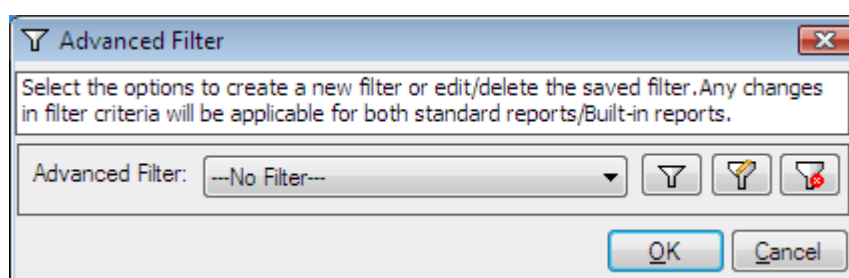 Advanced Filter
Select the options to create a new filter or edit/delete the saved filter.Any changes
in filter criteria will be applicable for both standard reports/Built-in reports.
Advanced Filter: ---No Filter---
OK Cancel